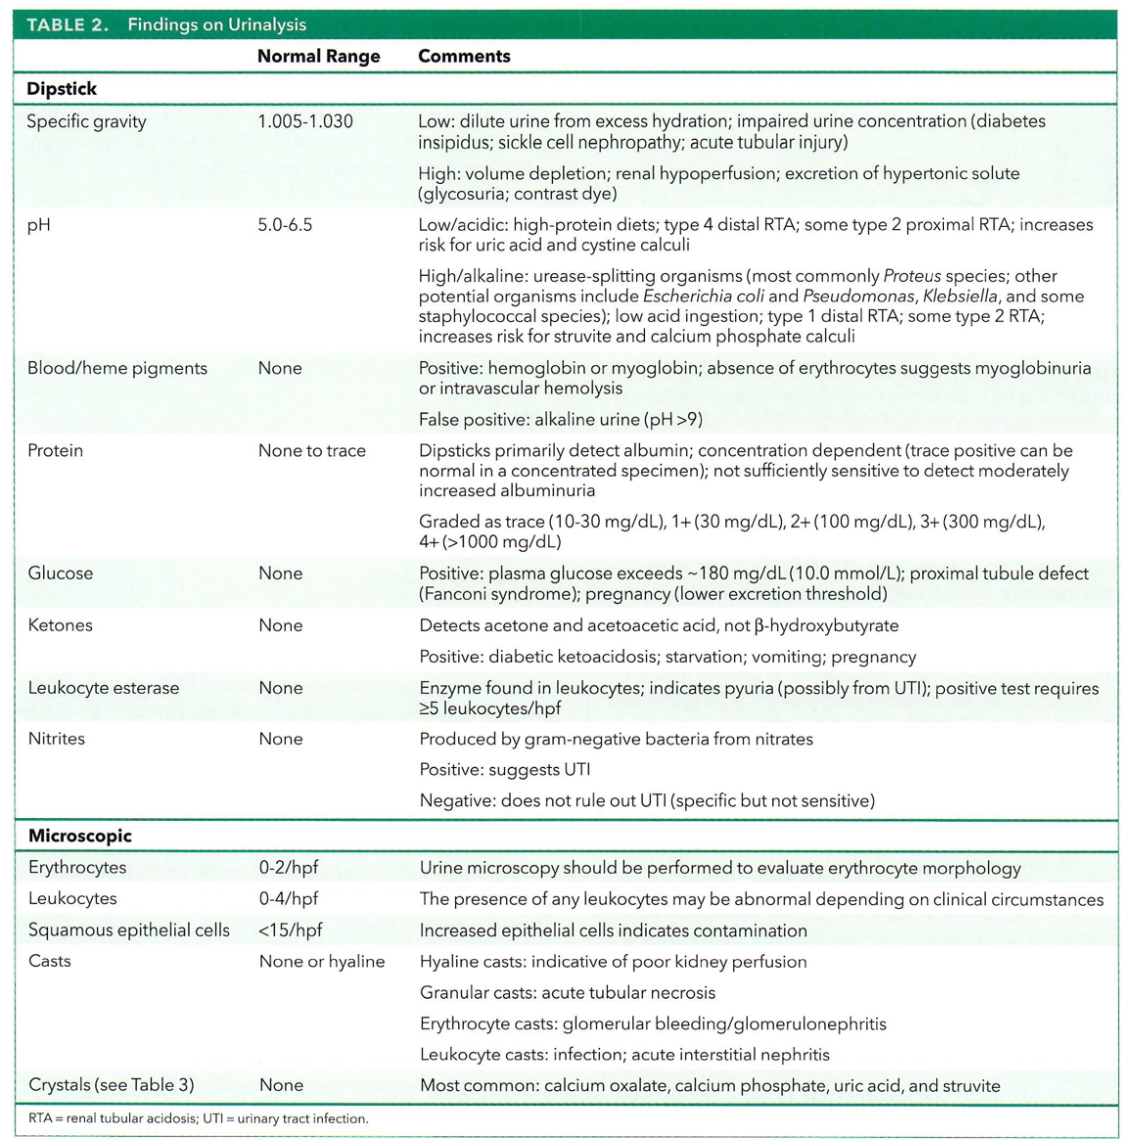 TABLE 2. Findings on Urinalysis
Normal Range Comments
Dipstick
Specific gravity 1.005-1.030 Low: dilute urine from excess hydration; impaired urine concentration (diabetes
insipidus; sickle cell nephropathy; acute tubular injury)
High: volume depletion; renal hypoperfusion; excretion of hypertonic solute
(glycosuria; contrast dye)
pH 5.0-6.5 Low/acidic: high-protein diets; type 4 distal RTA; some type 2 proximal RTA; increases
risk for uric acid and cystine calculi
High/alkaline: urease-splitting organisms (most commonly Proteus species; other
potential organisms include Escherichia coli and Pseudomonas, Klebsiella, and some
staphylococcal species); low acid ingestion; type 1 distal RTA; some type 2 RTA;
increases risk for struvite and calcium phosphate calculi
Blood/heme pigments None Positive: hemoglobin or myoglobin; absence of erythrocytes suggests myoglobinuria
or intravascular hemolysis
False positive: alkaline urine (pH >9)
Protein None to trace Dipsticks primarily detect albumin; concentration dependent (trace positive can be
normal in a concentrated specimen); not sufficiently sensitive to detect moderately
increased albuminuria
Graded as trace (10-30 mg/dL), 1+ (30 mg/dL), 2+ (100 mg/dL), 3+ (300 mg/dL),
4+ (>1000 mg/dL)
Glucose None Positive: plasma glucose exceeds ~180 mg/dL (10.0 mmol/L); proximal tubule defect
(Fanconi syndrome); pregnancy (lower excretion threshold)
Ketones None Detects acetone and acetoacetic acid, not β-hydroxybutyrate
Positive: diabetic ketoacidosis; starvation; vomiting; pregnancy
Leukocyte esterase None Enzyme found in leukocytes; indicates pyuria (possibly from UTI); positive test requires
≥5 leukocytes/hpf
Nitrites None Produced by gram-negative bacteria from nitrates
Positive: suggests UTI
Negative: does not rule out UTI (specific but not sensitive)
Microscopic
Erythrocytes 0-2/hpf Urine microscopy should be performed to evaluate erythrocyte morphology
Leukocytes 0-4/hpf The presence of any leukocytes may be abnormal depending on clinical circumstances
Squamous epithelial cells <15/hpf Increased epithelial cells indicates contamination
Casts None or hyaline Hyaline casts: indicative of poor kidney perfusion
Granular casts: acute tubular necrosis
Erythrocyte casts: glomerular bleeding/glomerulonephritis
Leukocyte casts: infection; acute interstitial nephritis
Crystals (see Table 3) None Most common: calcium oxalate, calcium phosphate, uric acid, and struvite
RTA = renal tubular acidosis; UTI = urinary tract infection.